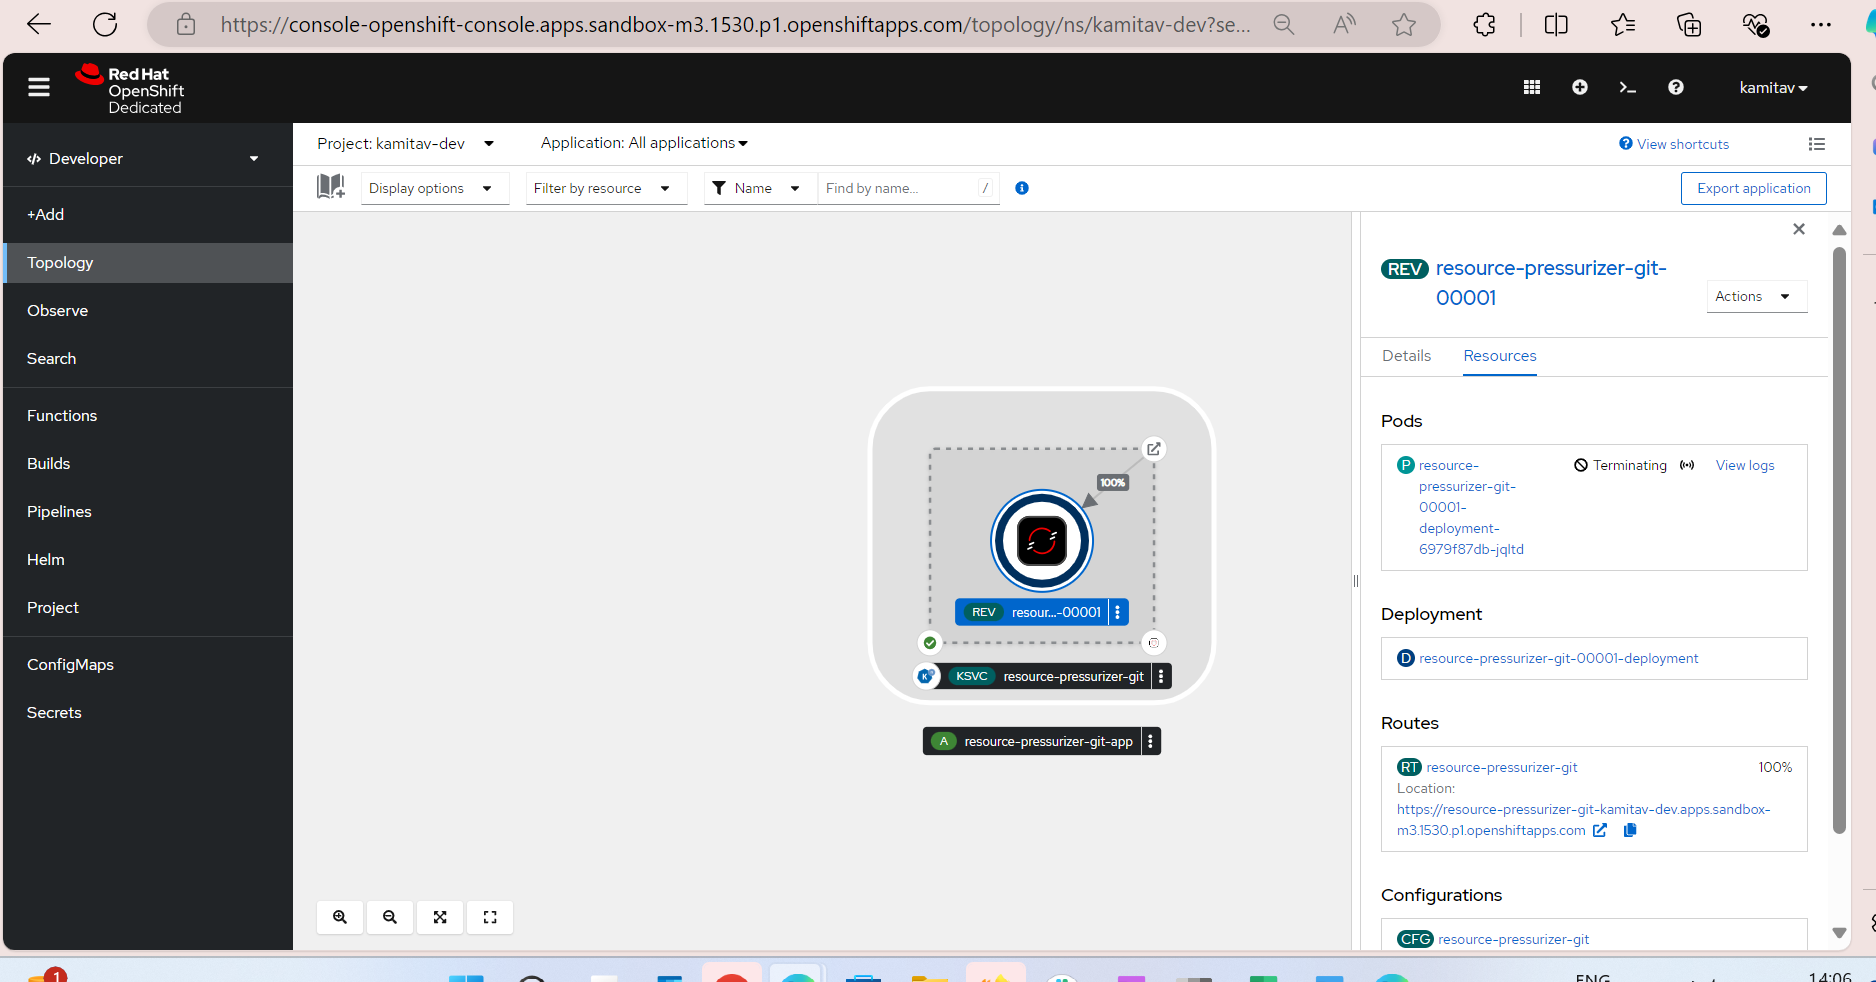 https://console-openshift-console.apps.sandbox-m3.1530.p1.openshiftapps.com/topology/ns/kamitav-dev?se...
Red Hat
OpenShift
Dedicated
kamitav
Developer
+Add
Topology
Observe
Search
Functions
Builds
Pipelines
Helm
Project
ConfigMaps
Secrets
Project: kamitav-dev
Application: All applications
View shortcuts
Display options
Filter by resource
Name
Find by name...
/
Export application
100%
REV resour...-00001
KSVC resource-pressurizer-git
A resource-pressurizer-git-app
REV resource-pressurizer-git-
00001
Actions
Details
Resources
Pods
P resource-
pressurizer-git-
00001-
deployment-
6979f87db-jqltd
Terminating
View logs
Deployment
D resource-pressurizer-git-00001-deployment
Routes
RT resource-pressurizer-git
100%
Location:
https://resource-pressurizer-git-kamitav-dev.apps.sandbox-
m3.1530.p1.openshiftapps.com
Configurations
CFG resource-pressurizer-git
1
ENG
14:06